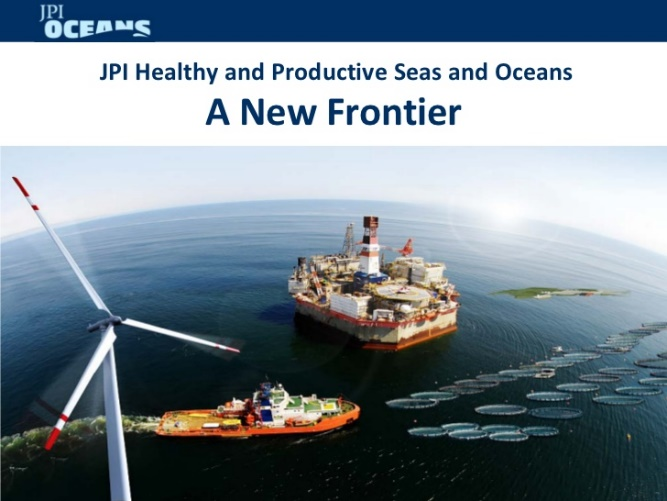 JPI
OCEANS
JPI Healthy and Productive Seas and Oceans
A New Frontier